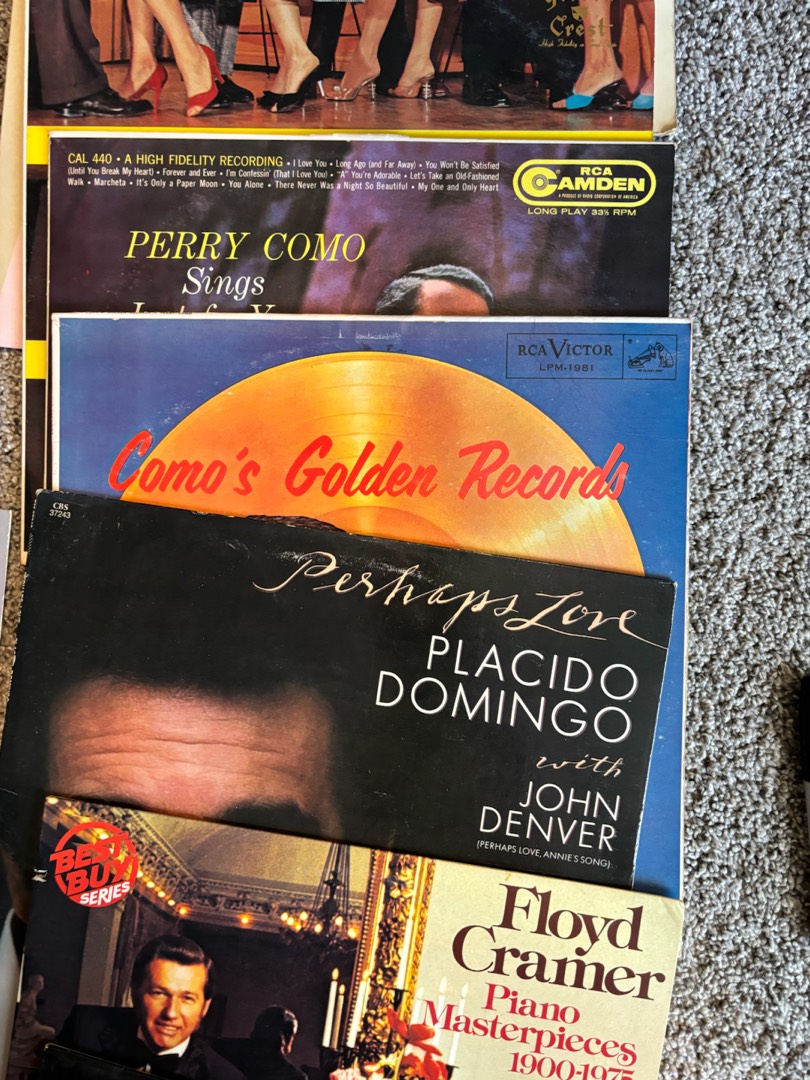 Crest
CAL 440 • A HIGH FIDELITY RECORDING • I Love You • Long Ago (and Far Away) • You Won't Be Satisfied
(Until You Break My Heart) • Forever and Ever • I'm Confessin' (That I Love You) • "A" You're Adorable • Let's Take an Old-Fashioned
Walk • Marcheta • It's Only a Paper Moon • You Alone • There Never Was a Night So Beautiful • My One and Only Heart
RCA
CAMDEN
A PRODUCT OF RADIO CORPORATION OF AMERICA
LONG PLAY 33⅓ RPM
PERRY COMO
Sings
RCA VICTOR
LPM-1981
Como's Golden Records
CBS
37243
Perhaps Love
PLACIDO
DOMINGO
with
JOHN
DENVER
(PERHAPS LOVE, ANNIE'S SONG)
BEST
BUY
SERIES
Floyd
Cramer
Piano
Masterpieces
1900-1975